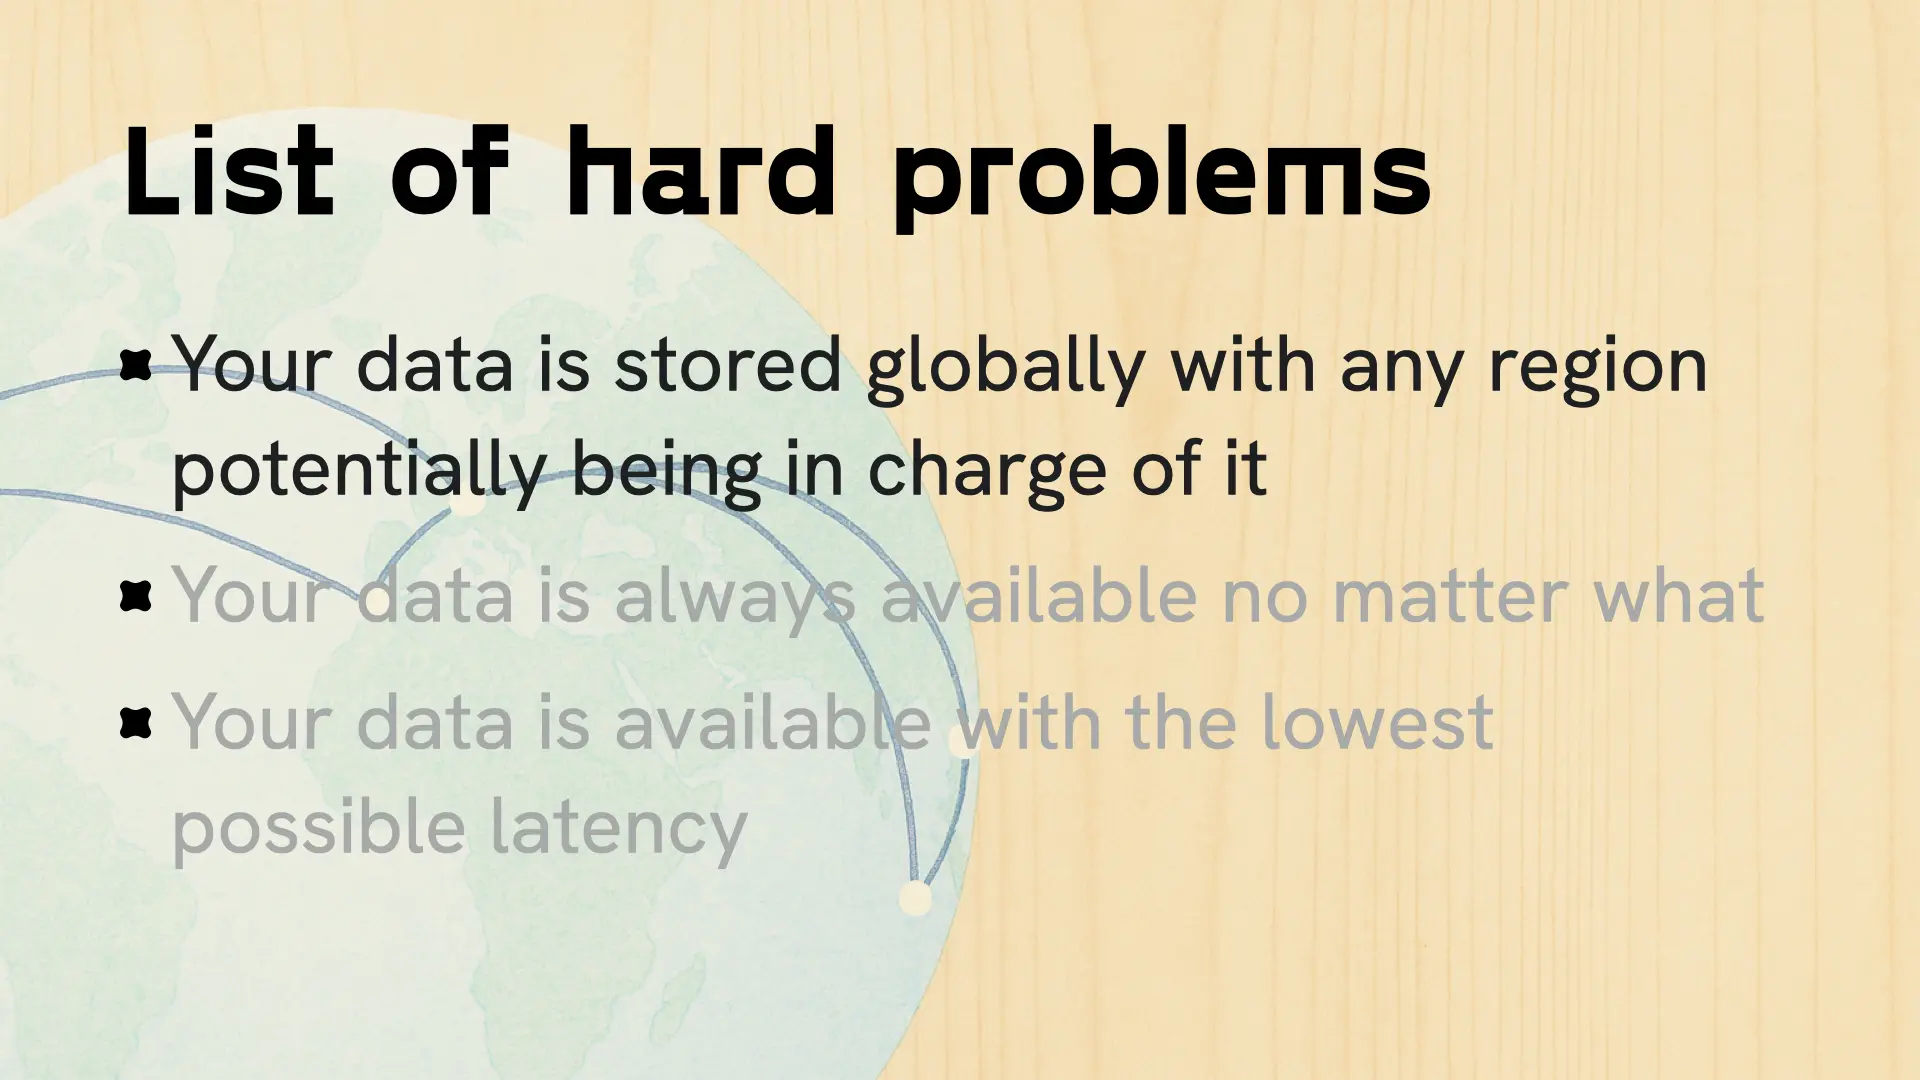 List of hard problems
Your data is stored globally with any region
potentially being in charge of it
Your data is always available no matter what
Your data is available with the lowest
possible latency